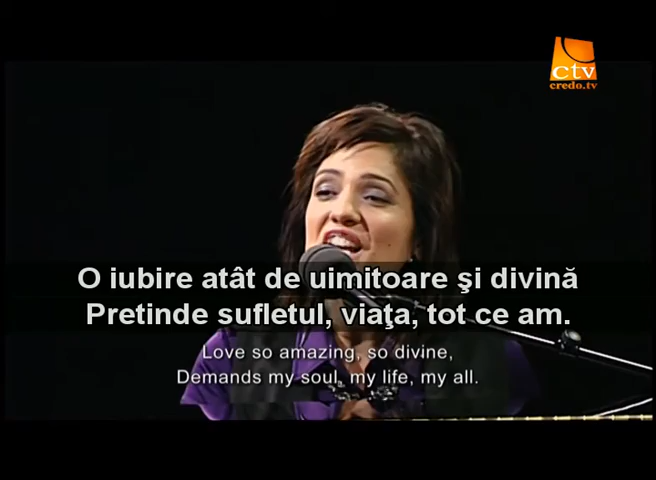 ctv
credo.tv
O iubire atât de uimitoare şi divină
Pretinde sufletul, viaţa, tot ce am.
Love so amazing, so divine,
Demands my soul, my life, my all.